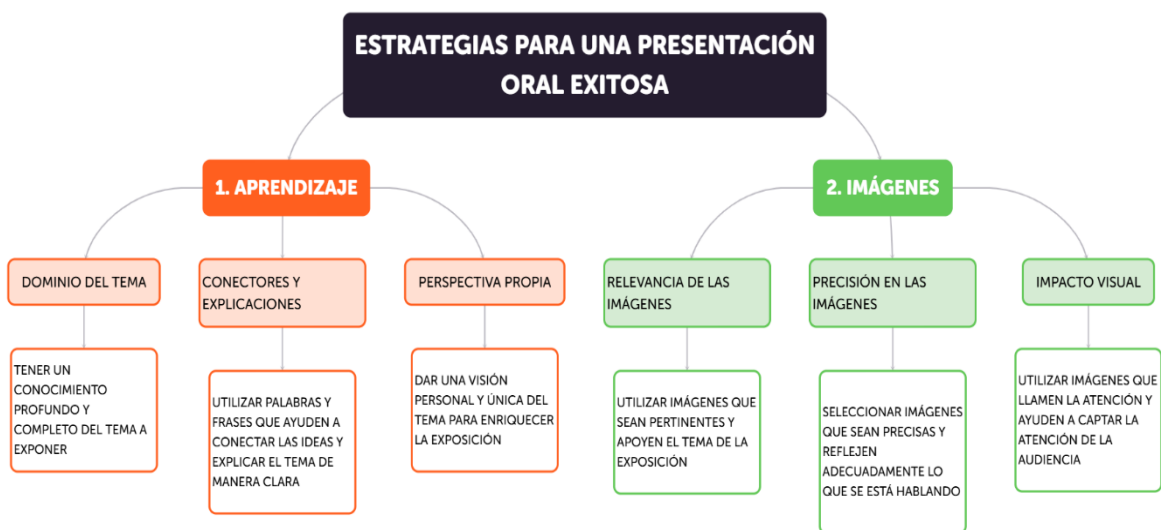 ESTRATEGIAS PARA UNA PRESENTACIÓN
ORAL EXITOSA
1. APRENDIZAJE
2. IMÁGENES
DOMINIO DEL TEMA
CONECTORES Y
EXPLICACIONES
PERSPECTIVA PROPIA
RELEVANCIA DE LAS
IMÁGENES
PRECISIÓN EN LAS
IMÁGENES
IMPACTO VISUAL
TENER UN
CONOCIMIENTO
PROFUNDO Y
COMPLETO DEL TEMA A
EXPONER
UTILIZAR PALABRAS Y
FRASES QUE AYUDEN A
CONECTAR LAS IDEAS Y
EXPLICAR EL TEMA DE
MANERA CLARA
DAR UNA VISIÓN
PERSONAL Y ÚNICA DEL
TEMA PARA ENRIQUECER
LA EXPOSICIÓN
UTILIZAR IMÁGENES QUE
SEAN PERTINENTES Y
APOYEN EL TEMA DE LA
EXPOSICIÓN
SELECCIONAR IMÁGENES
QUE SEAN PRECISAS Y
REFLEJEN
ADECUADAMENTE LO
QUE SE ESTÁ HABLANDO
UTILIZAR IMÁGENES QUE
LLAMEN LA ATENCIÓN Y
AYUDEN A CAPTAR LA
ATENCIÓN DE LA
AUDIENCIA